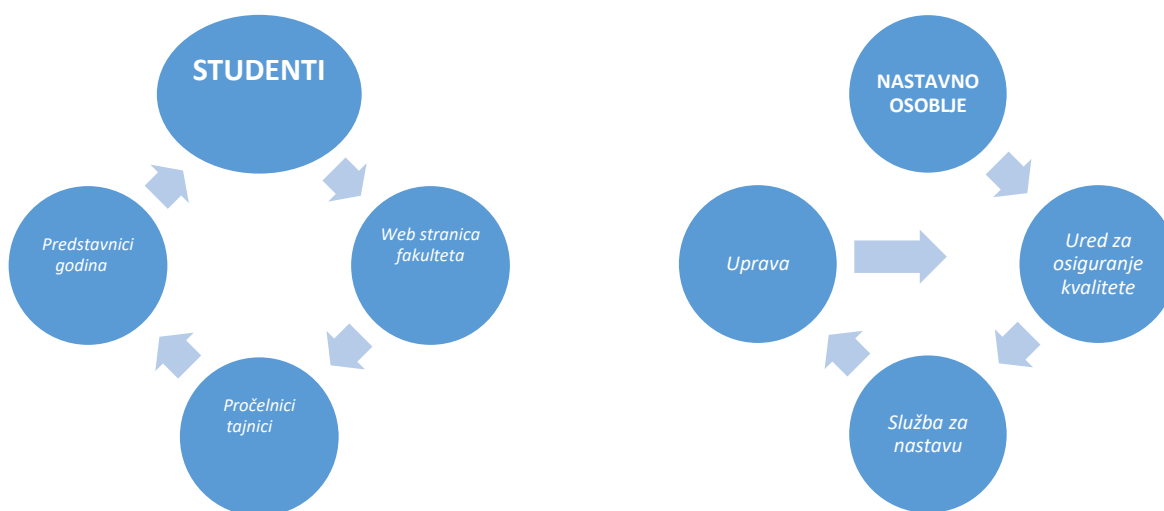 STUDENTI
Web stranica
fakulteta
Pročelnici
tajnici
Predstavnici
godina
NASTAVNO
OSOBLJE
Ured za
osiguranje
kvalitete
Služba za
nastavu
Uprava